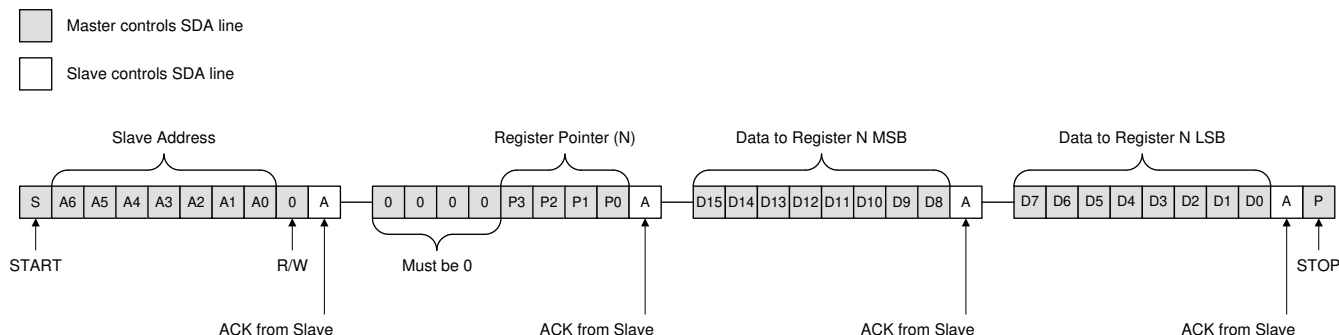 Master controls SDA line
Slave controls SDA line
Slave Address
Register Pointer (N)
Data to Register N MSB
Data to Register N LSB
S A6 A5 A4 A3 A2 A1 A0 0 A 0 0 0 0 P3 P2 P1 P0 A D15 D14 D13 D12 D11 D10 D9 D8 A D7 D6 D5 D4 D3 D2 D1 D0 A P
START
R/W
Must be 0
STOP
ACK from Slave
ACK from Slave
ACK from Slave
ACK from Slave